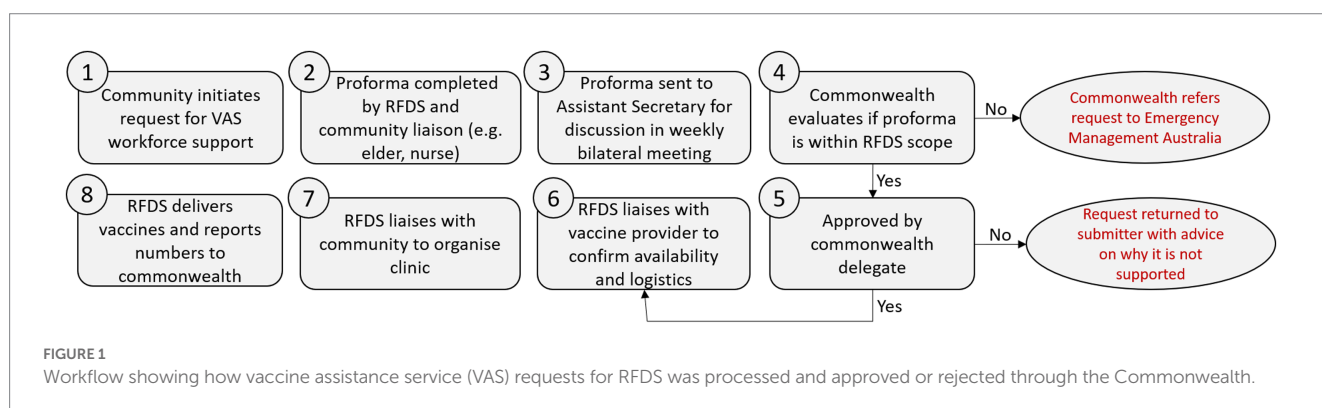 1
Community initiates
request for VAS
workforce support
2
Proforma completed
by RFDS and
community liaison (e.g.
elder, nurse)
3
Proforma sent to
Assistant Secretary for
discussion in weekly
bilateral meeting
4
Commonwealth
evaluates if proforma
is within RFDS scope
No
Commonwealth refers
request to Emergency
Management Australia
Yes
5
Approved by
commonwealth
delegate
No
Request returned to
submitter with advice
on why it is not
supported
Yes
6
RFDS liaises with
vaccine provider to
confirm availability
and logistics
7
RFDS liaises with
community to organise
clinic
8
RFDS delivers
vaccines and reports
numbers to
commonwealth
FIGURE 1
Workflow showing how vaccine assistance service (VAS) requests for RFDS was processed and approved or rejected through the Commonwealth.